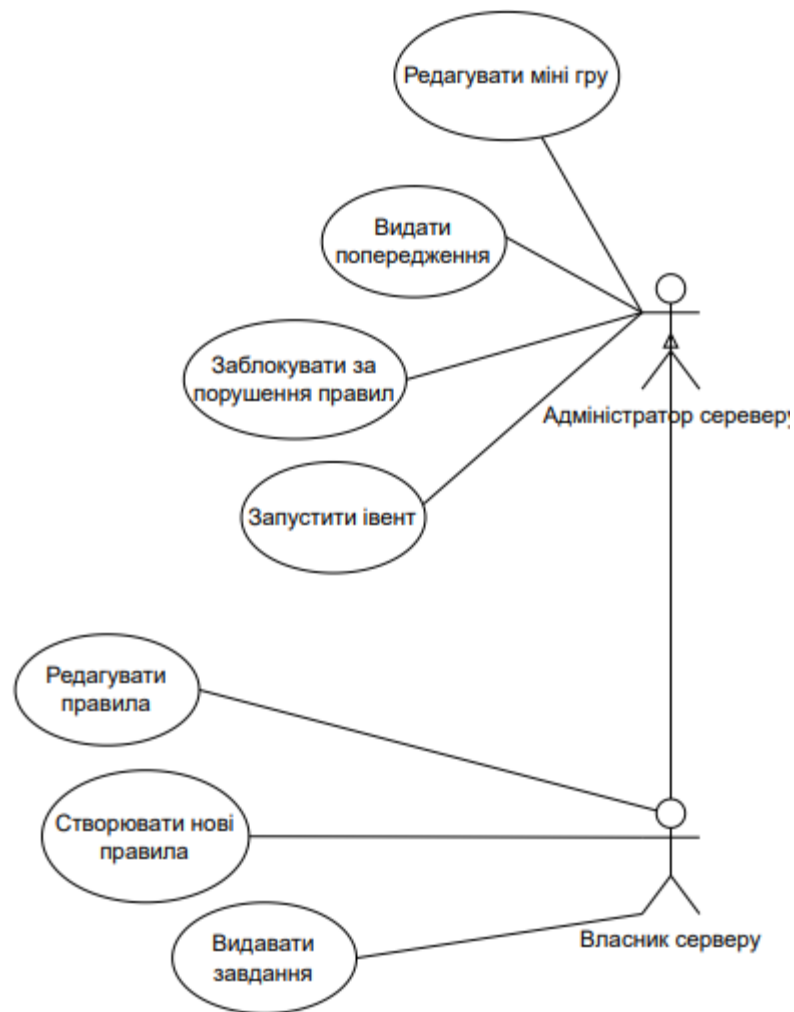 Редагувати міні гру
Видати
попередження
Заблокувати за
порушення правил
Адміністратор сереверу
Запустити івент
Редагувати
правила
Створювати нові
правила
Видавати
завдання
Власник серверу